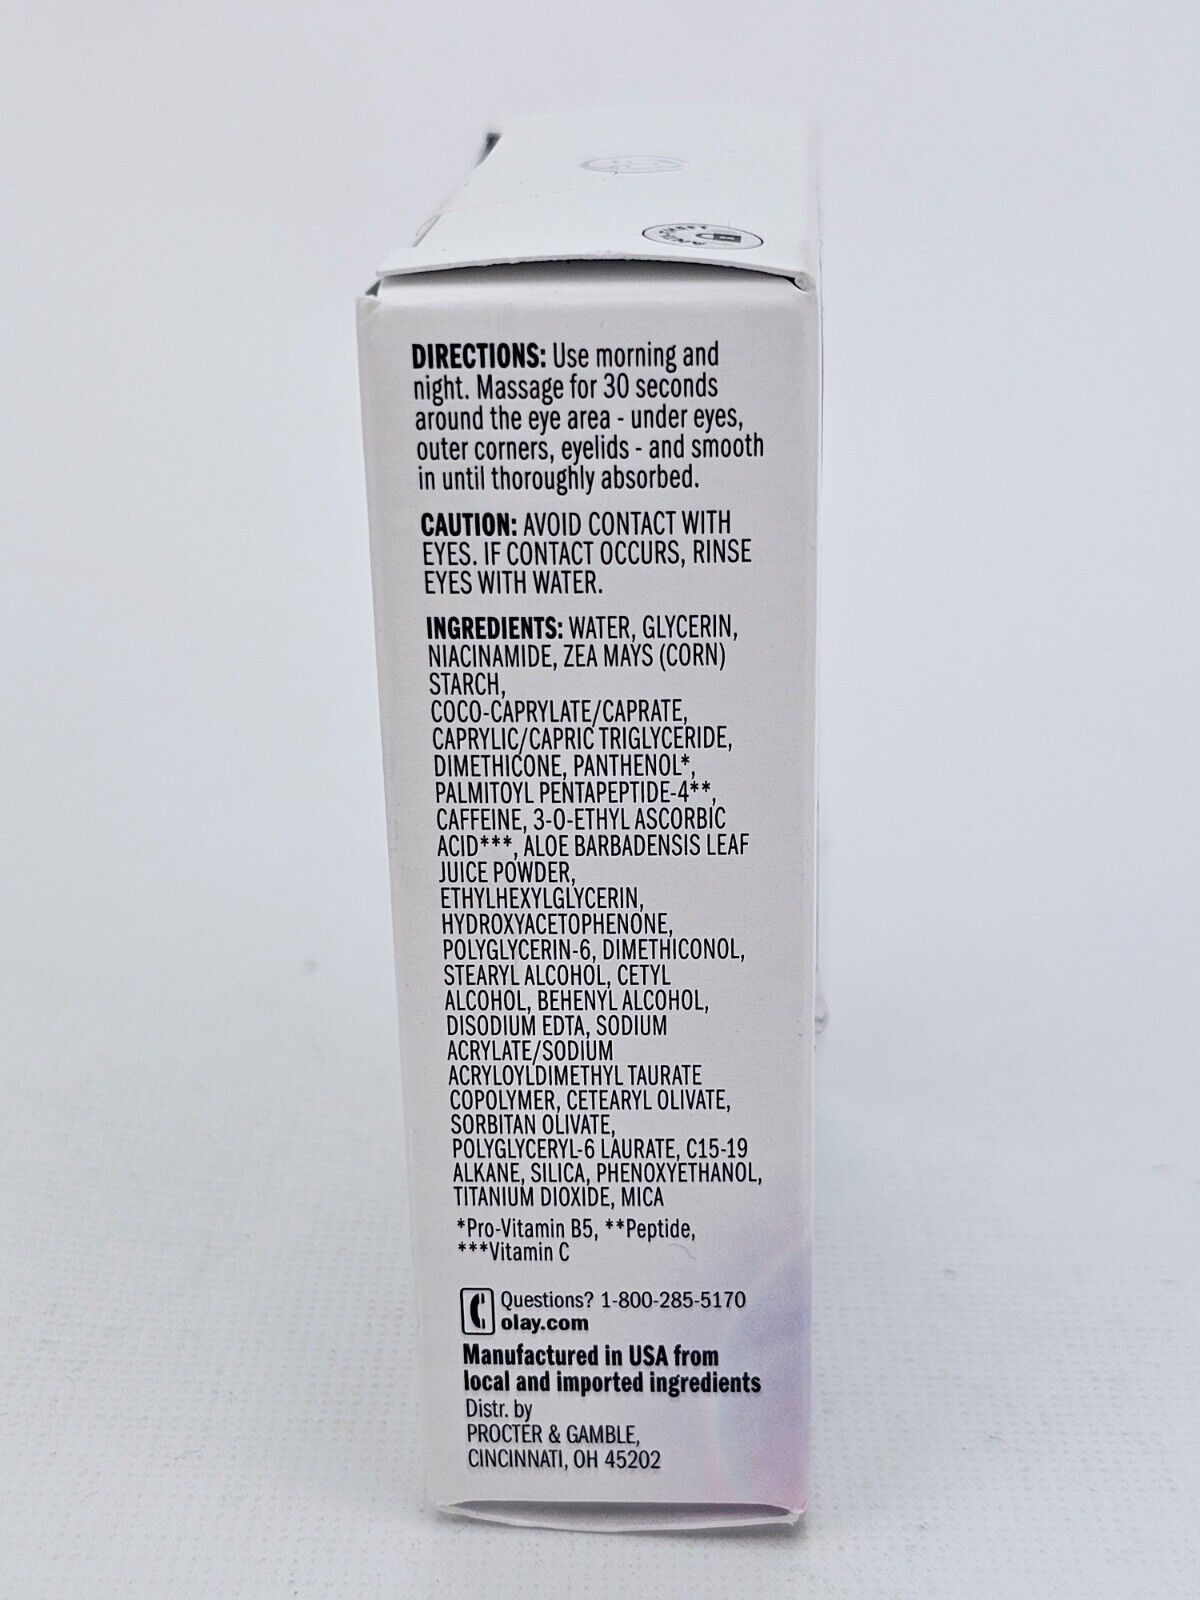 DIRECTIONS: Use morning and
night. Massage for 30 seconds
around the eye area - under eyes,
outer corners, eyelids - and smooth
in until thoroughly absorbed.
CAUTION: AVOID CONTACT WITH
EYES. IF CONTACT OCCURS, RINSE
EYES WITH WATER.
INGREDIENTS: WATER, GLYCERIN,
NIACINAMIDE, ZEA MAYS (CORN)
STARCH,
COCO-CAPRYLATE/CAPRATE,
CAPRYLIC/CAPRIC TRIGLYCERIDE,
DIMETHICONE, PANTHENOL*,
PALMITOYL PENTAPEPTIDE-4**,
CAFFEINE, 3-O-ETHYL ASCORBIC
ACID***, ALOE BARBADENSIS LEAF
JUICE POWDER,
ETHYLHEXYLGLYCERIN,
HYDROXYACETOPHENONE,
POLYGLYCERIN-6, DIMETHICONOL,
STEARYL ALCOHOL, CETYL
ALCOHOL, BEHENYL ALCOHOL,
DISODIUM EDTA, SODIUM
ACRYLATE/SODIUM
ACRYLOYLDIMETHYL TAURATE
COPOLYMER, CETEARYL OLIVATE,
SORBITAN OLIVATE,
POLYGLYCERYL-6 LAURATE, C15-19
ALKANE, SILICA, PHENOXYETHANOL,
TITANIUM DIOXIDE, MICA
*Pro-Vitamin B5, **Peptide,
***Vitamin C
Questions? 1-800-285-5170
olay.com
Manufactured in USA from
local and imported ingredients
Distr. by
PROCTER & GAMBLE,
CINCINNATI, OH 45202